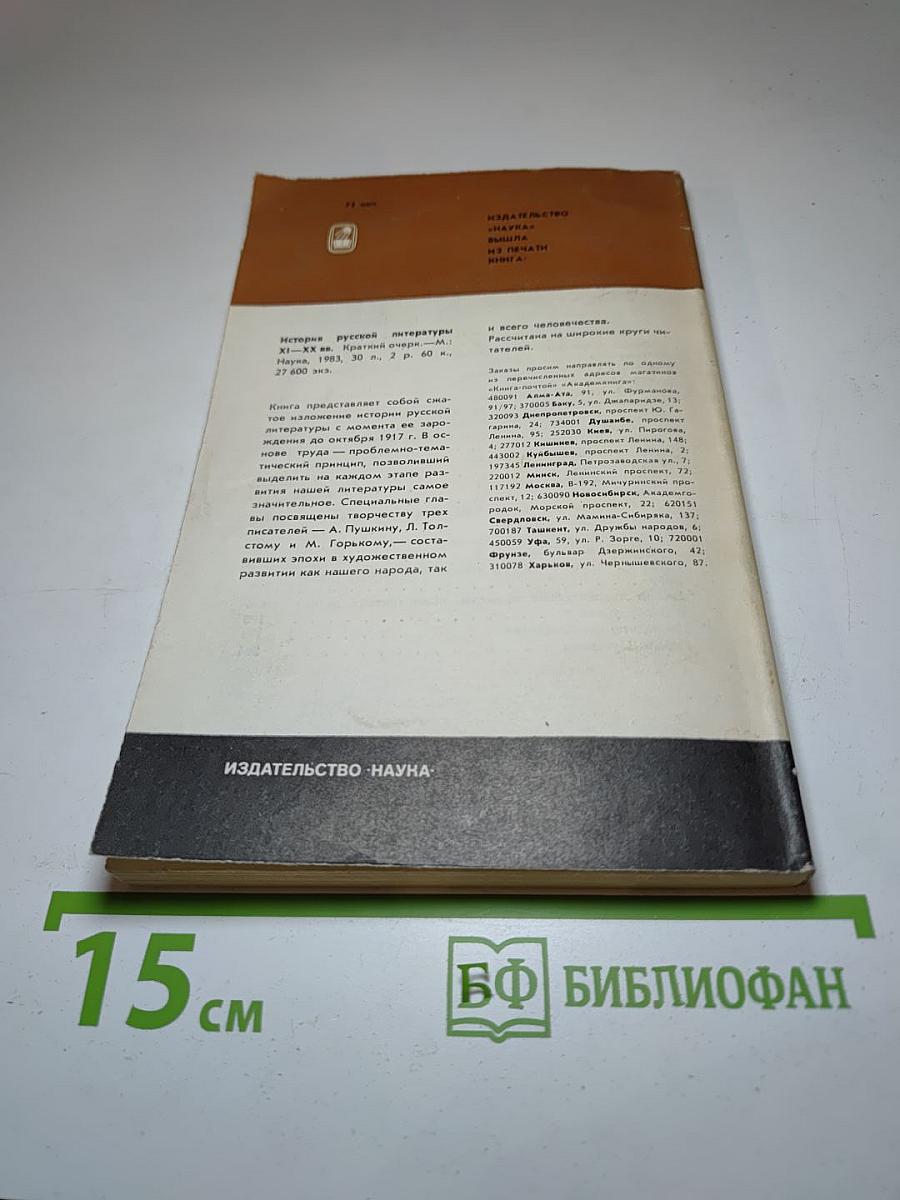 ИЗДАТЕЛЬСТВО
«НАУКА»
ВЫШЛА
ИЗ ПЕЧАТИ
КНИГА:
История русской литературы
XI—XX вв. Краткий очерк.—М.:
Наука, 1983, 30 л., 2 р. 60 к.,
27 600 экз.
Книга представляет собой сжа-
тое изложение истории русской
литературы с момента ее заро-
ждения до октября 1917 г. В ос-
нове труда — проблемно-тема-
тический принцип, позволивший
выделить на каждом этапе раз-
вития нашей литературы самое
значительное. Специальные гла-
вы посвящены творчеству трех
писателей — А. Пушкину, Л. Тол-
стому и М. Горькому,— соста-
вивших эпохи в художественном
развитии как нашего народа, так
и всего человечества.
Рассчитана на широкие круги чи-
тателей.
Заказы просим направлять по одному
из перечисленных адресов магазинов
«Книга-почтой» «Академкнига»:
480091 Алма-Ата, 91, ул. Фурманова,
91/97; 370005 Баку, 5, ул. Джапаридзе, 13;
320093 Днепропетровск, проспект Ю. Га-
гарина, 24; 734001 Душанбе, проспект
Ленина, 95; 252030 Киев, ул. Пирогова,
4; 277012 Кишинев, проспект Ленина, 148;
443002 Куйбышев, проспект Ленина, 2;
197345 Ленинград, Петрозаводская ул., 7;
220012 Минск, Ленинский проспект, 72;
117192 Москва, В-192, Мичуринский про-
спект, 12; 630090 Новосибирск, Академго-
родок, Морской проспект, 22; 620151
Свердловск, ул. Мамина-Сибиряка, 137;
700187 Ташкент, ул. Дружбы народов, 6;
450059 Уфа, 59, ул. Р. Зорге, 10; 720001
Фрунзе, бульвар Дзержинского, 42;
310078 Харьков, ул. Чернышевского, 87.
ИЗДАТЕЛЬСТВО «НАУКА»
15 см
БФ БИБЛИОФАН